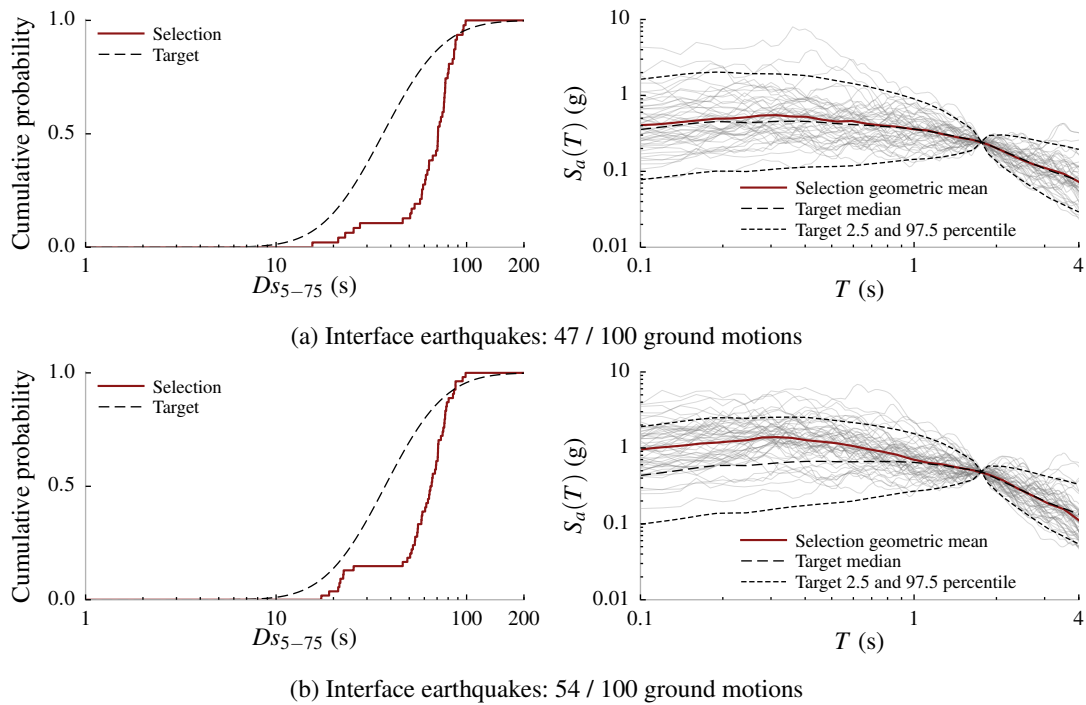 1.0
Selection
Target
0.5
0.0
Cumulative probability
1
10
100
200
Ds5−75 (s)
10
1
0.1
0.01
Sa(T) (g)
Selection geometric mean
Target median
Target 2.5 and 97.5 percentile
0.1
1
4
T (s)
(a) Interface earthquakes: 47 / 100 ground motions
1.0
Selection
Target
0.5
0.0
Cumulative probability
1
10
100
200
Ds5−75 (s)
10
1
0.1
0.01
Sa(T) (g)
Selection geometric mean
Target median
Target 2.5 and 97.5 percentile
0.1
1
4
T (s)
(b) Interface earthquakes: 54 / 100 ground motions